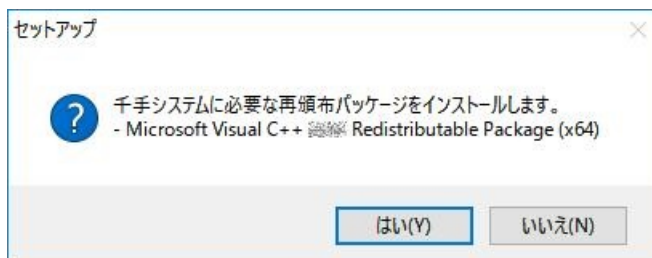 セットアップ
千手システムに必要な再頒布パッケージをインストールします。
- Microsoft Visual C++ Redistributable Package (x64)
はい(Y)
いいえ(N)